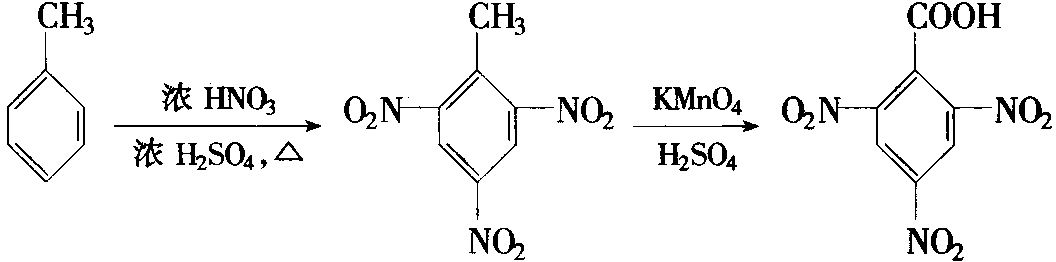 CH₃
浓 HNO₃
浓 H₂SO₄,△
CH₃
O₂N
NO₂
NO₂
KMnO₄
H₂SO₄
COOH
O₂N
NO₂
NO₂